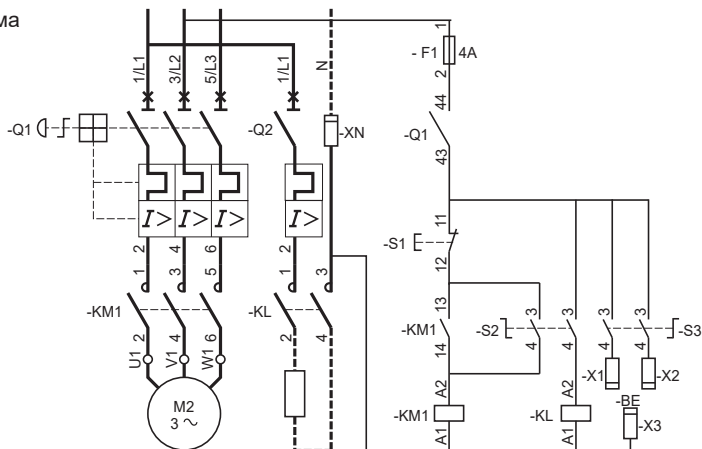 ма
1/L1
3/L2
5/L3
1/L1
N
1
- F1
4A
2
44
-Q1
-Q2
-XN
-Q1
43
I>
I>
I>
I>
2
4
6
2
11
-S1
12
1
3
5
1
3
13
-KM1
-KL
-KM1
-S2
3
3
3
3
-S3
2
4
6
2
4
14
4
4
4
4
U1
V1
W1
-X1
-X2
M2
3 ~
A2
A2
-BE
-KM1
-KL
-X3
A1
A1